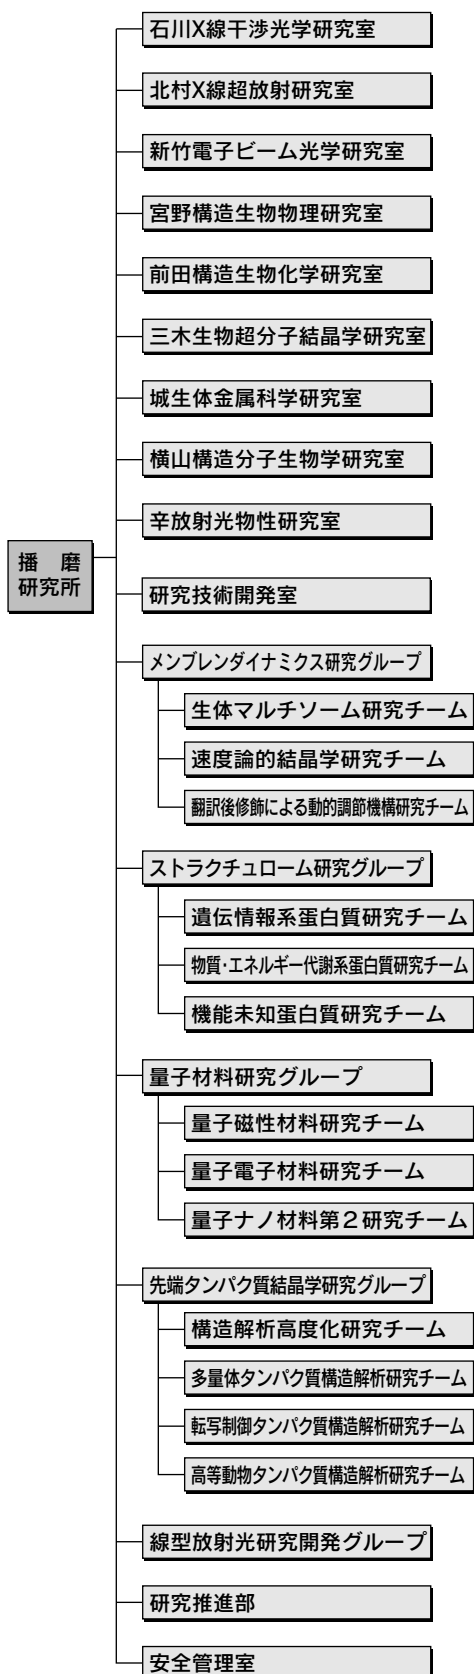 石川X線干渉光学研究室
北村X線超放射研究室
新竹電子ビーム光学研究室
宮野構造生物物理研究室
前田構造生物化学研究室
三木生物超分子結晶学研究室
城生体金属科学研究室
横山構造分子生物学研究室
辛放射光物性研究室
播　磨
研究所
研究技術開発室
メンブレンダイナミクス研究グループ
生体マルチソーム研究チーム
速度論的結晶学研究チーム
翻訳後修飾による動的調節機構研究チーム
ストラクチュローム研究グループ
遺伝情報系蛋白質研究チーム
物質・エネルギー代謝系蛋白質研究チーム
機能未知蛋白質研究チーム
量子材料研究グループ
量子磁性材料研究チーム
量子電子材料研究チーム
量子ナノ材料第２研究チーム
先端タンパク質結晶学研究グループ
構造解析高度化研究チーム
多量体タンパク質構造解析研究チーム
転写制御タンパク質構造解析研究チーム
高等動物タンパク質構造解析研究チーム
線型放射光研究開発グループ
研究推進部
安全管理室